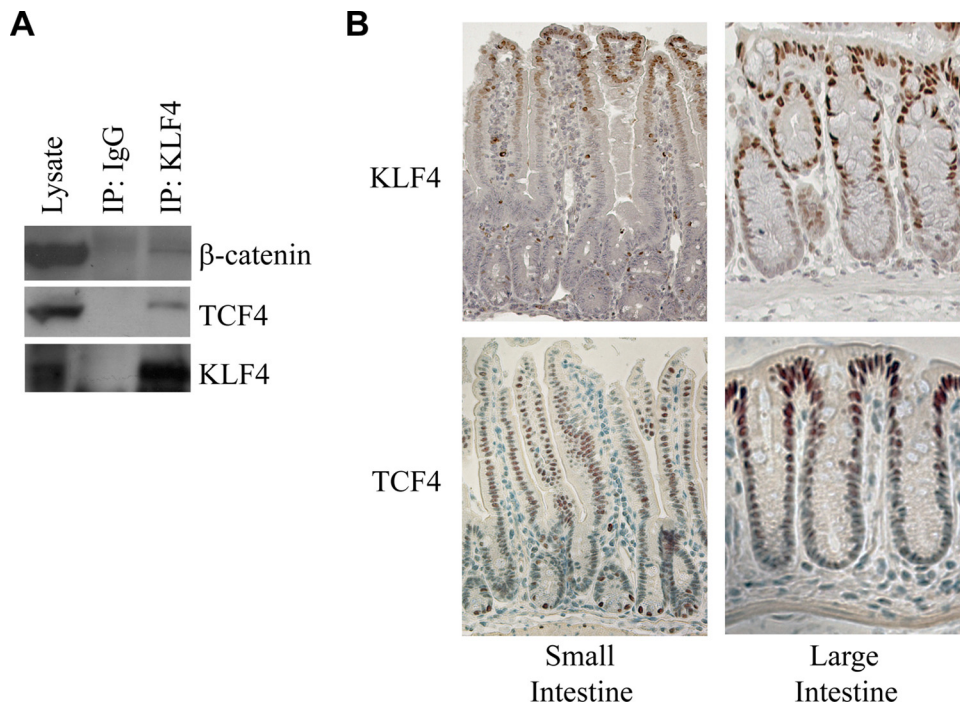 A
B
Lysate
IP: IgG
IP: KLF4
β-catenin
TCF4
KLF4
KLF4
TCF4
Small
Intestine
Large
Intestine